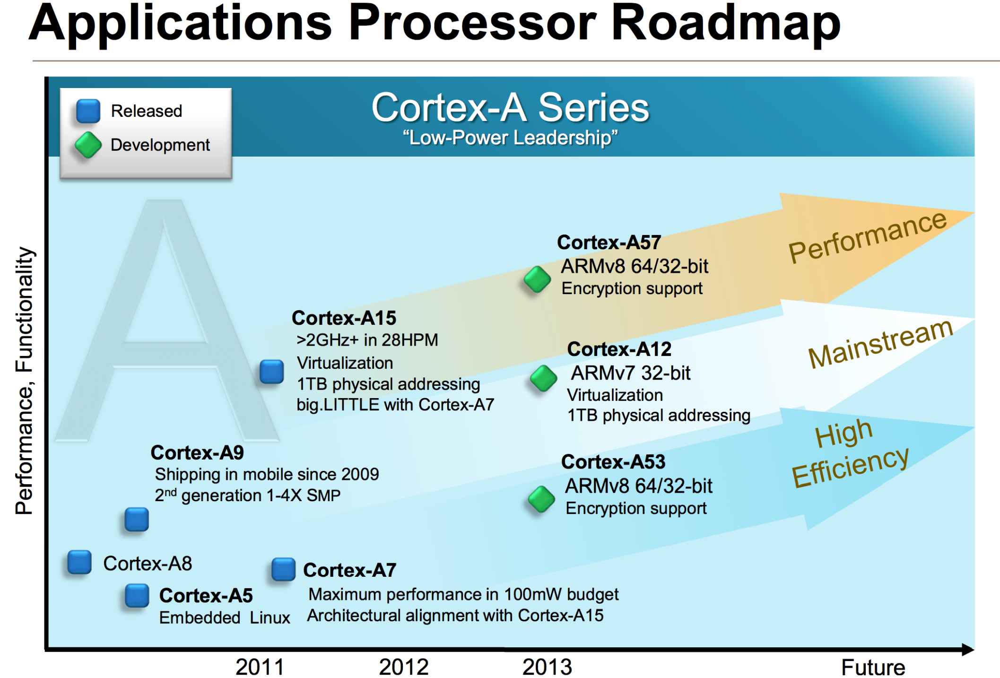 Applications Processor Roadmap
Released
Development
Cortex-A Series
“Low-Power Leadership”
A
Performance, Functionality
Performance
Mainstream
High
Efficiency
Cortex-A57
ARMv8 64/32-bit
Encryption support
Cortex-A15
>2GHz+ in 28HPM
Virtualization
1TB physical addressing
big.LITTLE with Cortex-A7
Cortex-A12
ARMv7 32-bit
Virtualization
1TB physical addressing
Cortex-A9
Shipping in mobile since 2009
2nd generation 1-4X SMP
Cortex-A53
ARMv8 64/32-bit
Encryption support
Cortex-A8
Cortex-A7
Maximum performance in 100mW budget
Architectural alignment with Cortex-A15
Cortex-A5
Embedded Linux
2011
2012
2013
Future